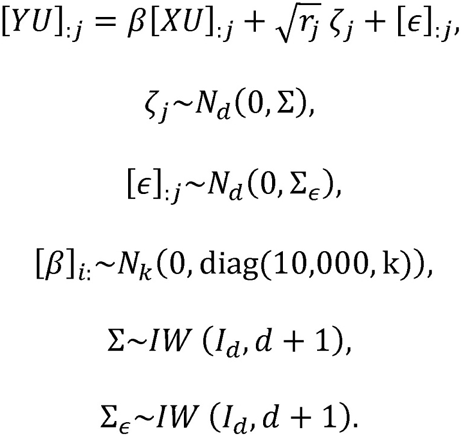 [YU]:j = β[XU]:j + √rj ζj + [ϵ]:j,
ζj~Nd(0, Σ),
[ϵ]:j~Nd(0, Σϵ),
[β]i:~Nk(0, diag(10,000, k)),
Σ~IW (Id, d + 1),
Σϵ~IW (Id, d + 1).